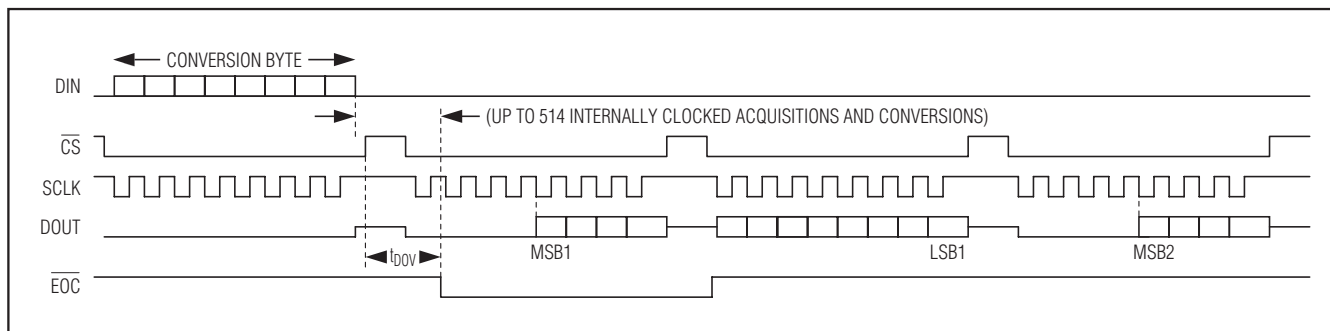 CONVERSION BYTE
DIN
(UP TO 514 INTERNALLY CLOCKED ACQUISITIONS AND CONVERSIONS)
CS
SCLK
DOUT
MSB1
LSB1
MSB2
tDOV
EOC